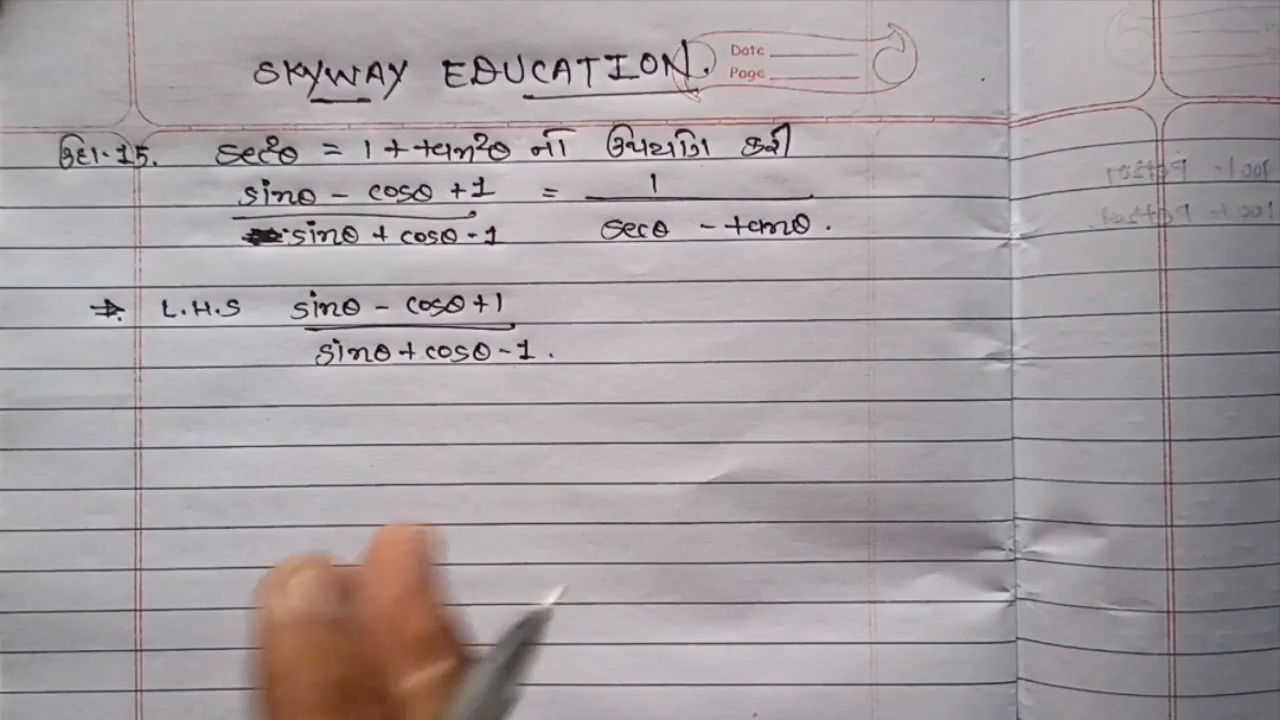 SKYWAY EDUCATION.
Date
Page
ઉદા.15. sec²θ = 1 + tan²θ નો ઉપયોગ કરી
sinθ - cosθ + 1 / sinθ + cosθ - 1 = 1 / secθ - tanθ.
⇒ L.H.S sinθ - cosθ + 1
sinθ + cosθ - 1.